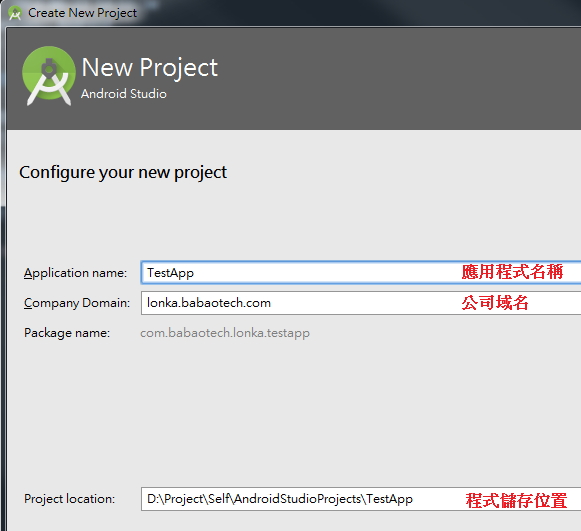 Create New Project
New Project
Android Studio
Configure your new project
Application name: TestApp 應用程式名稱
Company Domain: lonka.babaotech.com 公司域名
Package name: com.babaotech.lonka.testapp
Project location: D:\Project\Self\AndroidStudioProjects\TestApp 程式儲存位置